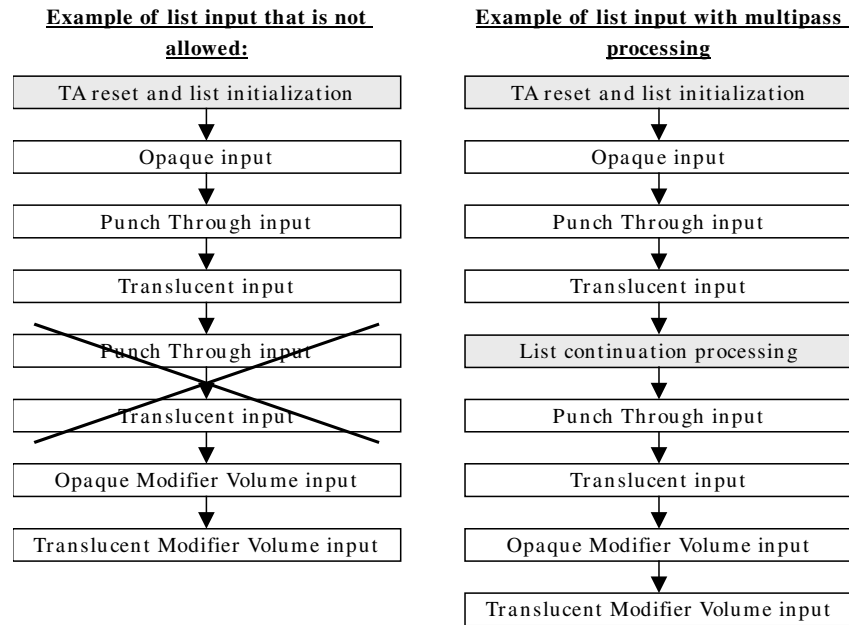 Example of list input that is not
allowed:
TA reset and list initialization
Opaque input
Punch Through input
Translucent input
Punch Through input
Translucent input
Opaque Modifier Volume input
Translucent Modifier Volume input
Example of list input with multipass
processing
TA reset and list initialization
Opaque input
Punch Through input
Translucent input
List continuation processing
Punch Through input
Translucent input
Opaque Modifier Volume input
Translucent Modifier Volume input